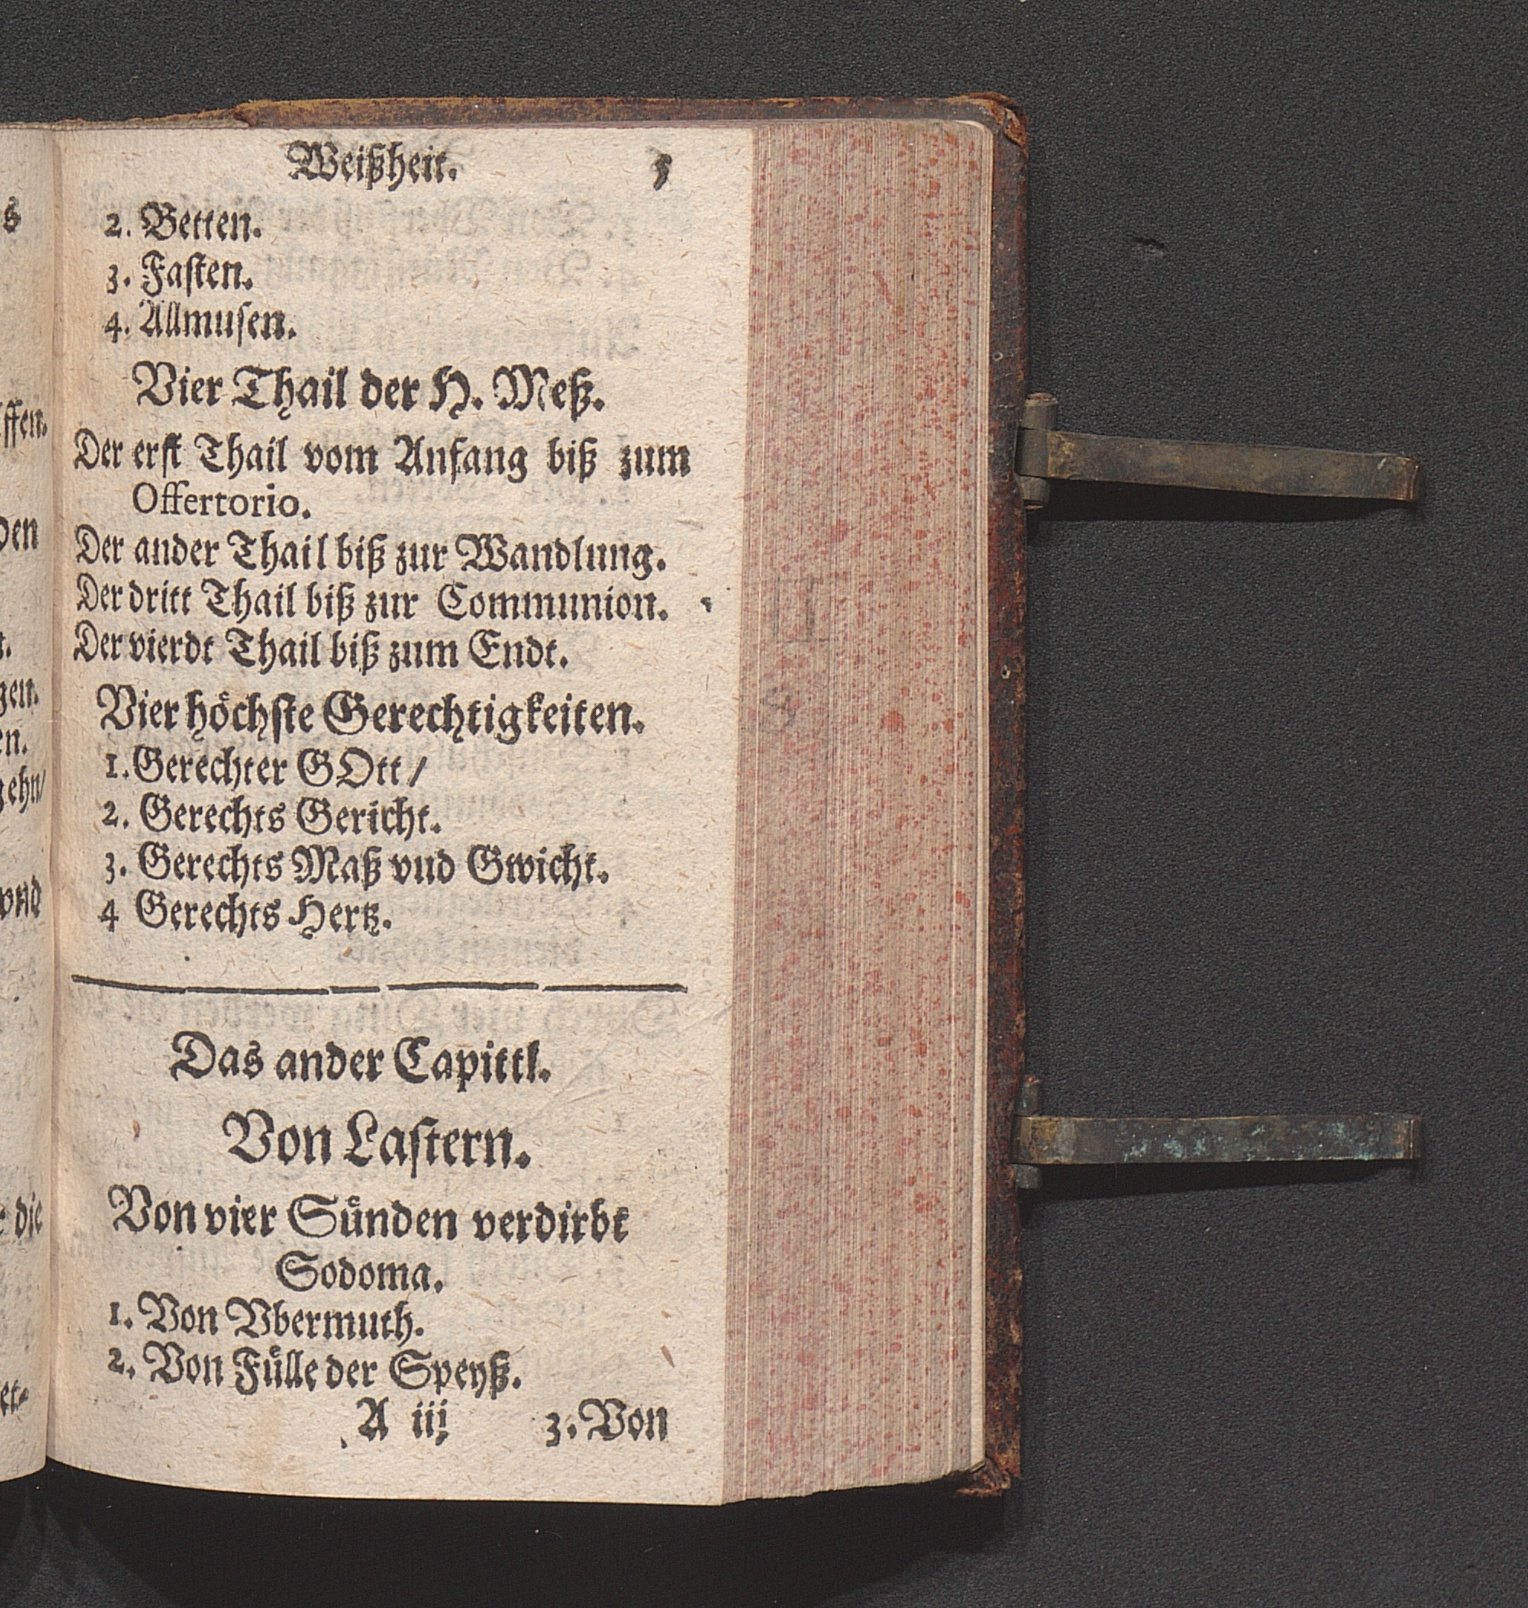 Weißheit. 5
2. Betten.
3. Fasten.
4. Allmusen.
Vier Thail der H. Meß.
Der erst Thail vom Anfang biß zum
Offertorio.
Der ander Thail biß zur Wandlung.
Der dritt Thail biß zur Communion.
Der vierdt Thail biß zum Endt.
Vier höchste Gerechtigkeiten.
1. Gerechter GOtt /
2. Gerechts Gericht.
3. Gerechts Maß vnd Gwicht.
4 Gerechts Hertz.
Das ander Capittl.
Von Lastern.
Von vier Sünden verdirbt
Sodoma.
1. Von Vbermuth.
2. Von Fülle der Speyß.
A iij 3. Von